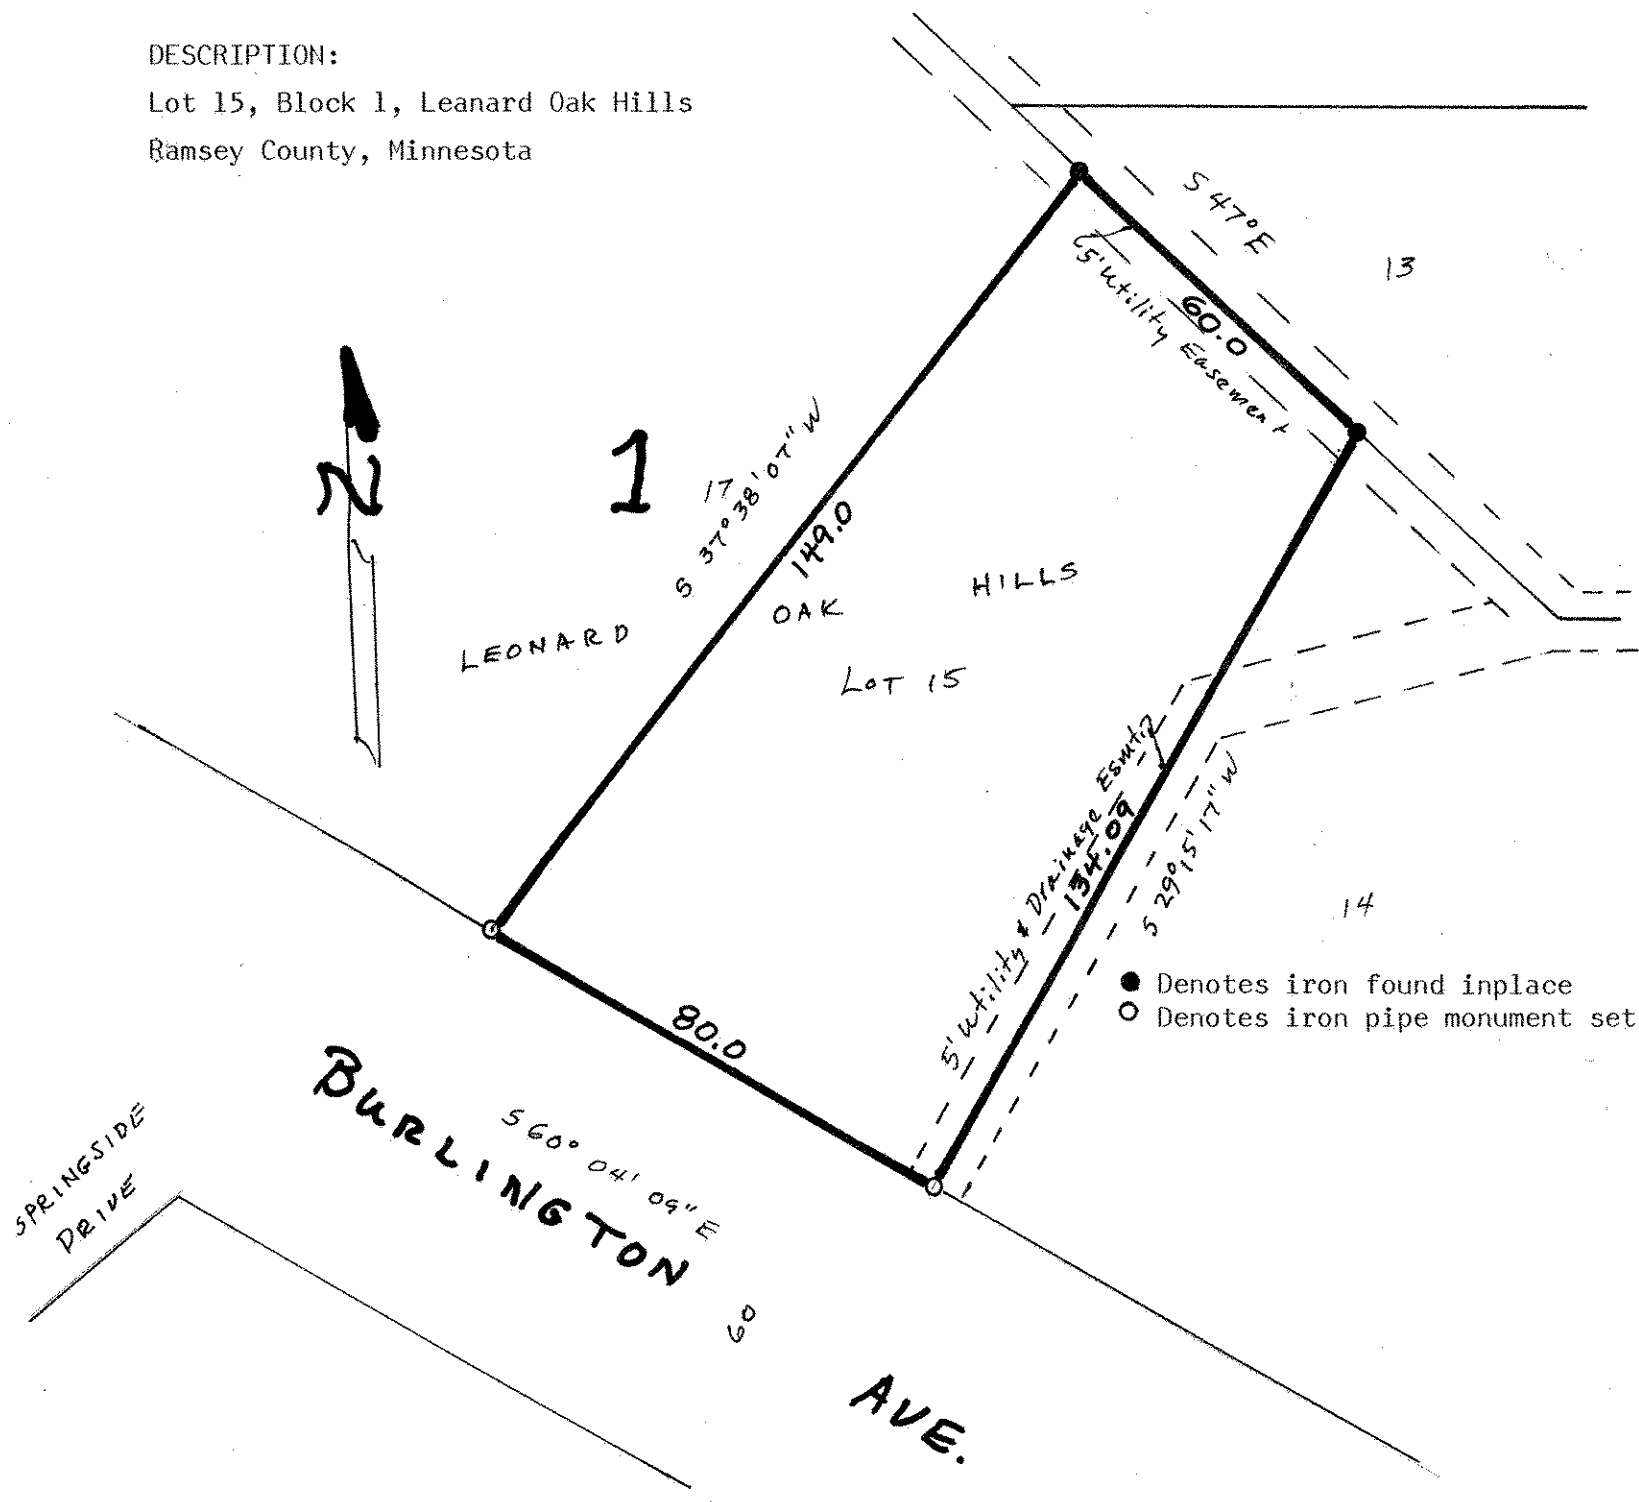 DESCRIPTION:
Lot 15, Block 1, Leanard Oak Hills
Ramsey County, Minnesota
S 47° E
13
5' Utility Easement
60.0
N
1
17
S 37° 38' 07" W
149.0
LEONARD OAK HILLS
LOT 15
5' Utility & Drainage Esmt.
134.09
S 29° 15' 17" W
14
Denotes iron found inplace
Denotes iron pipe monument set
80.0
S 60° 04' 09" E
BURLINGTON AVE.
60
SPRINGSIDE
DRIVE